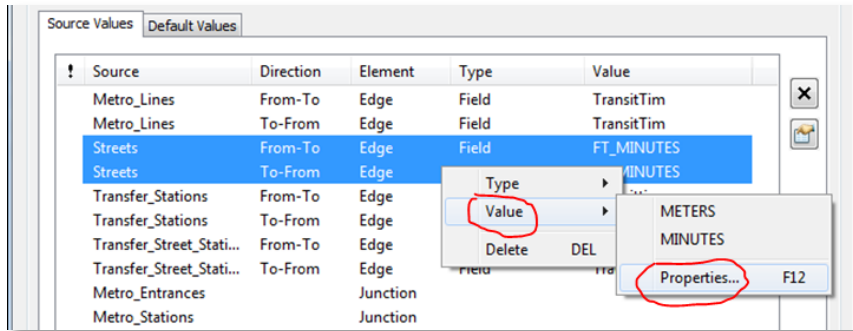 Source Values Default Values
! Source Direction Element Type Value
Metro_Lines From-To Edge Field TransitTim
Metro_Lines To-From Edge Field TransitTim
Streets From-To Edge Field FT_MINUTES
Streets To-From Edge MINUTES
Type
Transfer_Stations From-To Edge
Value METERS
Transfer_Stations To-From Edge
MINUTES
Transfer_Street_Stati... From-To Edge
Delete DEL
Transfer_Street_Stati... To-From Edge Field
Properties... F12
Metro_Entrances Junction
Metro_Stations Junction